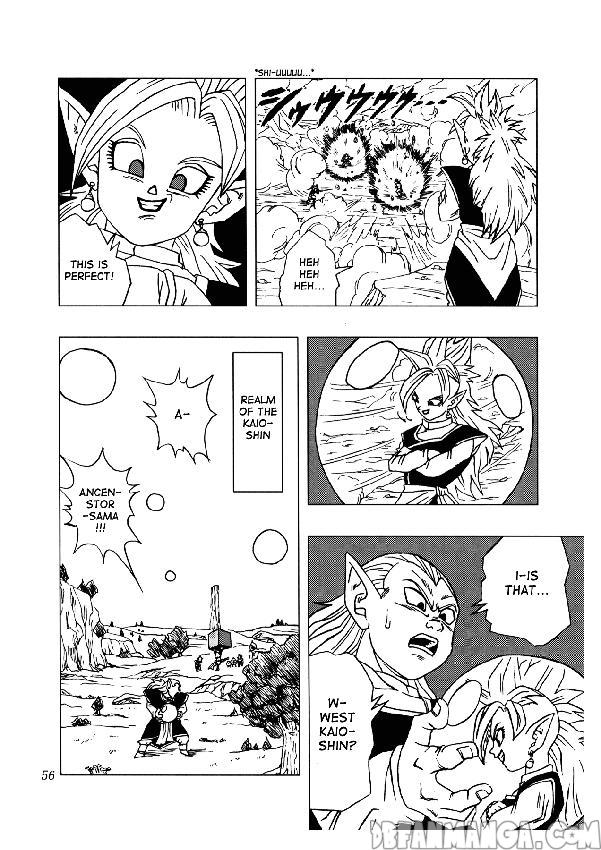 THIS IS
PERFECT!
"SHI-UUUUU..."
シュウウウウゥ…
HEH
HEH
HEH...
REALM
OF THE
KAIO-
SHIN
A-
ANCEN-
STOR
-SAMA
!!!
I-IS
THAT...
W-
WEST
KAIO-
SHIN?
56
DBFANMANGA.COM